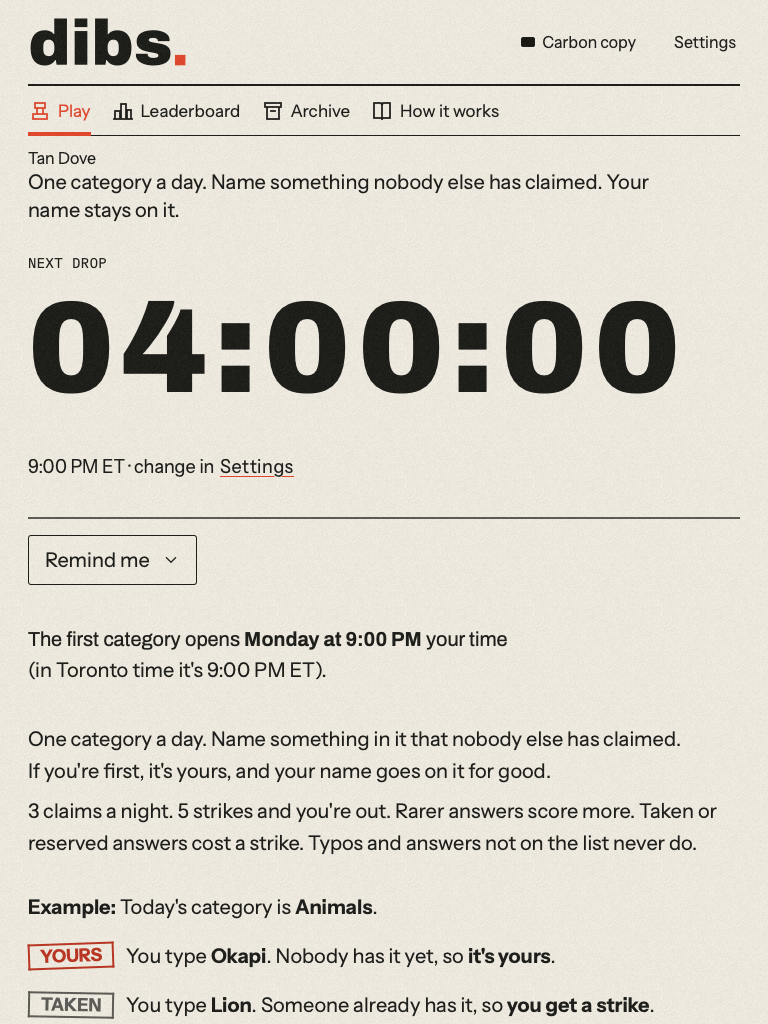 dibs.
Carbon copy Settings
Play Leaderboard Archive How it works
Tan Dove
One category a day. Name something nobody else has claimed. Your
name stays on it.
NEXT DROP
04:00:00
9:00 PM ET · change in Settings
Remind me
The first category opens Monday at 9:00 PM your time
(in Toronto time it's 9:00 PM ET).
One category a day. Name something in it that nobody else has claimed.
If you're first, it's yours, and your name goes on it for good.
3 claims a night. 5 strikes and you're out. Rarer answers score more. Taken or
reserved answers cost a strike. Typos and answers not on the list never do.
Example: Today's category is Animals.
YOURS You type Okapi. Nobody has it yet, so it's yours.
TAKEN You type Lion. Someone already has it, so you get a strike.